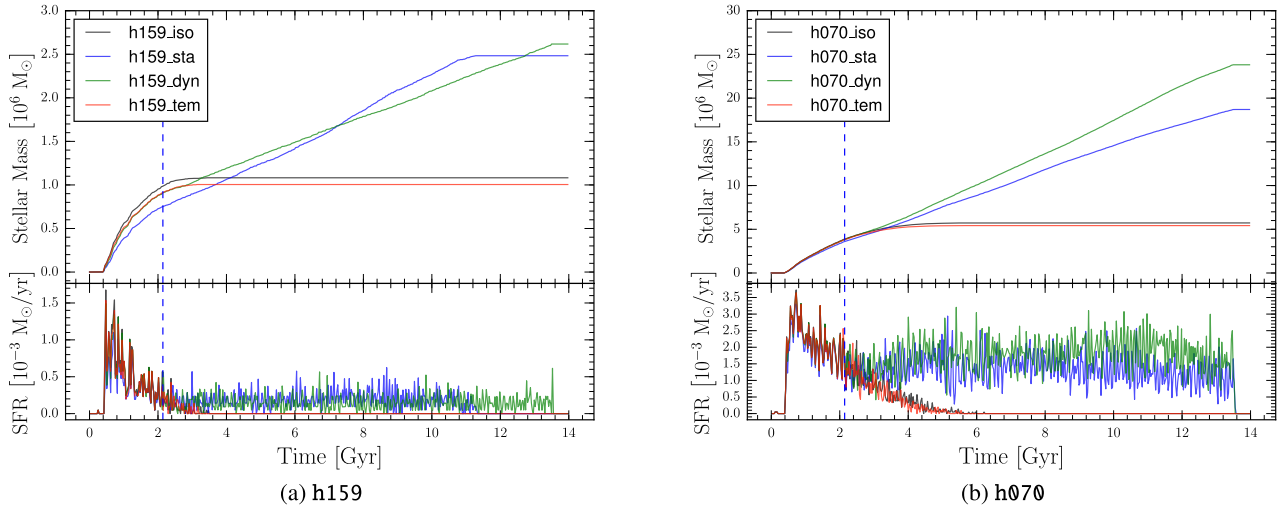 h159_iso
h159_sta
h159_dyn
h159_tem
Stellar Mass [10⁶ M⊙]
3.0
2.5
2.0
1.5
1.0
0.5
0.0
SFR [10⁻³ M⊙/yr]
1.5
1.0
0.5
0.0
0 2 4 6 8 10 12 14
Time [Gyr]
(a) h159
h070_iso
h070_sta
h070_dyn
h070_tem
Stellar Mass [10⁶ M⊙]
30
25
20
15
10
5
0
SFR [10⁻³ M⊙/yr]
3.5
3.0
2.5
2.0
1.5
1.0
0.5
0.0
0 2 4 6 8 10 12 14
Time [Gyr]
(b) h070